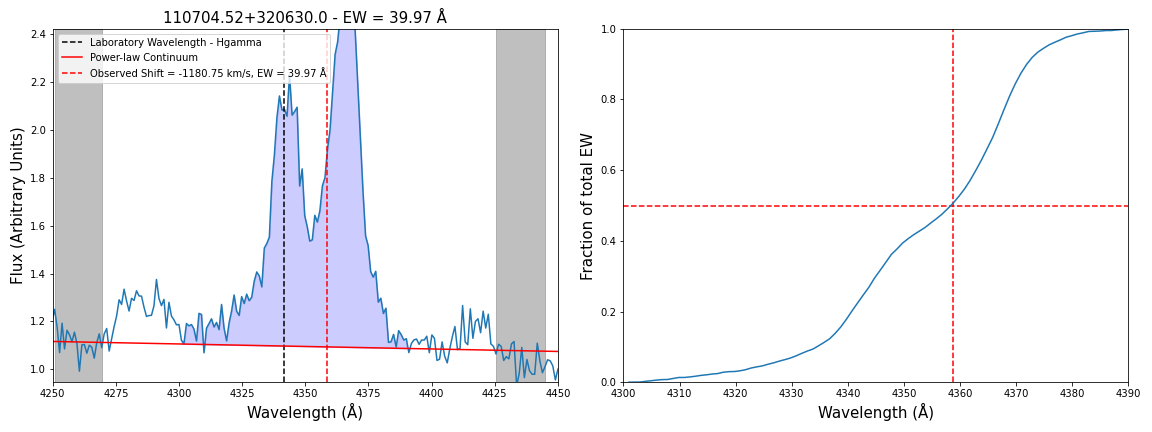 110704.52+320630.0 - EW = 39.97 Å
Laboratory Wavelength - Hgamma
Power-law Continuum
Observed Shift = -1180.75 km/s, EW = 39.97 Å
Flux (Arbitrary Units)
2.4
2.2
2.0
1.8
1.6
1.4
1.2
1.0
4250 4275 4300 4325 4350 4375 4400 4425 4450
Wavelength (Å)
Fraction of total EW
1.0
0.8
0.6
0.4
0.2
0.0
4300 4310 4320 4330 4340 4350 4360 4370 4380 4390
Wavelength (Å)